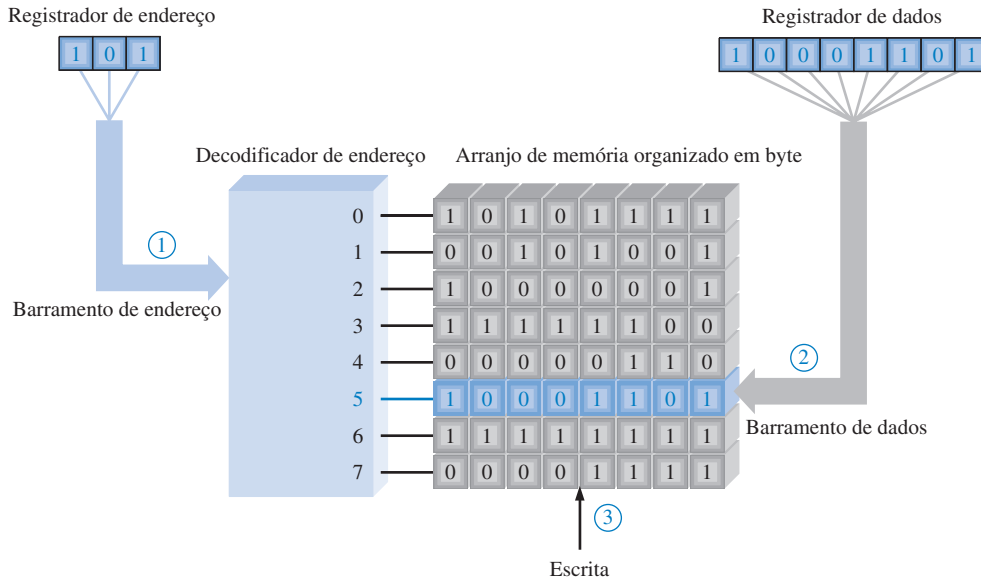 Registrador de endereço
1 0 1
Registrador de dados
1 0 0 0 1 1 0 1
Decodificador de endereço
Arranjo de memória organizado em byte
0 1 0 1 0 1 1 1 1
1 0 0 1 0 1 0 0 1
2 1 0 0 0 0 0 0 1
3 1 1 1 1 1 1 0 0
4 0 0 0 0 0 1 1 0
5 1 0 0 0 1 1 0 1
6 1 1 1 1 1 1 1 1
7 0 0 0 0 1 1 1 1
1
Barramento de endereço
2
Barramento de dados
3
Escrita